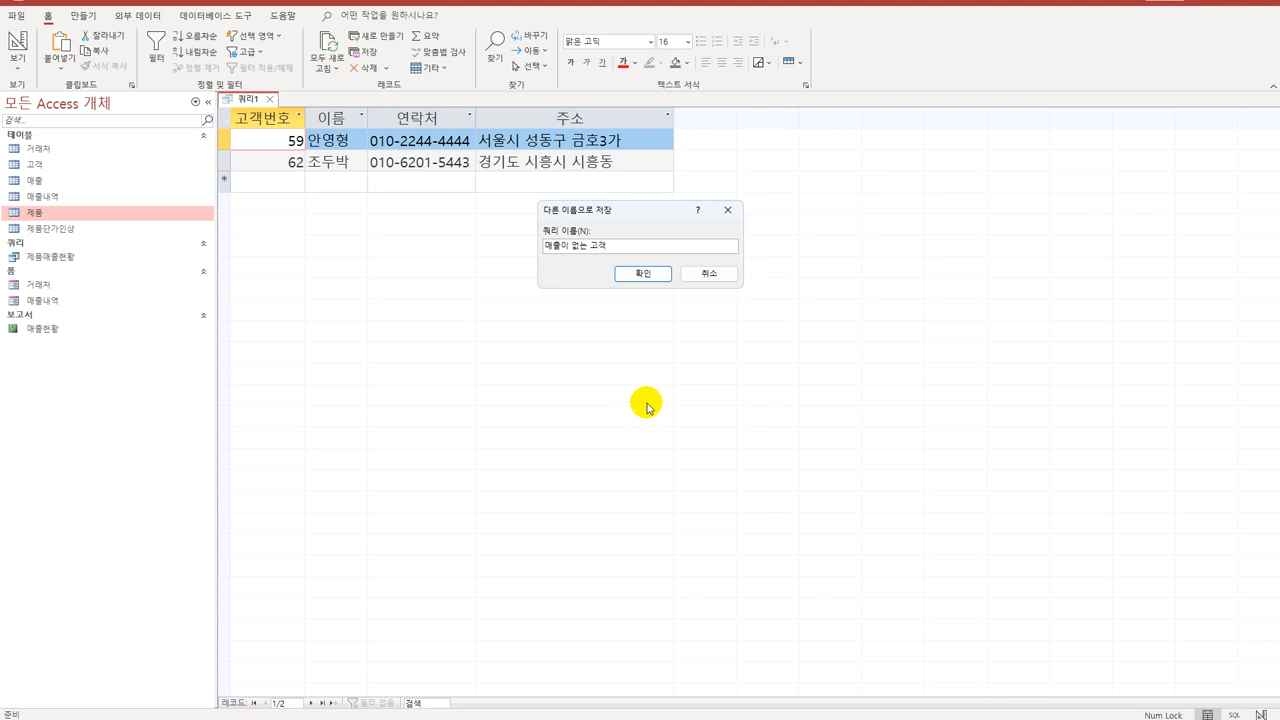 파일 홈 만들기 외부 데이터 데이터베이스 도구 도움말 어떤 작업을 원하시나요?
보기
붙여넣기
잘라내기
복사
서식 복사
필터
오름차순
내림차순
정렬 제거
선택 영역
고급
필터 적용/해제
모두 새로 고침
새로 만들기
저장
삭제
요약
맞춤법 검사
기타
찾기
바꾸기
이동
선택
맑은 고딕 16
가 가 가 가
보기 클립보드 정렬 및 필터 레코드 찾기 텍스트 서식
모든 Access 개체
검색...
테이블
거래처
고객
매출
매출내역
제품
제품단가인상
쿼리
제품매출현황
폼
거래처
매출내역
보고서
매출현황
쿼리1
고객번호 이름 연락처 주소
59 안영형 010-2244-4444 서울시 성동구 금호3가
62 조두박 010-6201-5443 경기도 시흥시 시흥동
다른 이름으로 저장 ?
쿼리 이름(N):
매출이 없는 고객
확인 취소
레코드: 1/2 필터 없음 검색
준비 Num Lock SQL